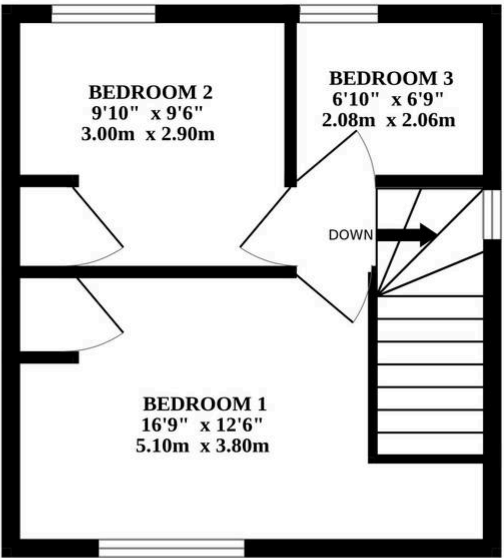 BEDROOM 2
9'10" x 9'6"
3.00m x 2.90m
BEDROOM 3
6'10" x 6'9"
2.08m x 2.06m
DOWN
BEDROOM 1
16'9" x 12'6"
5.10m x 3.80m